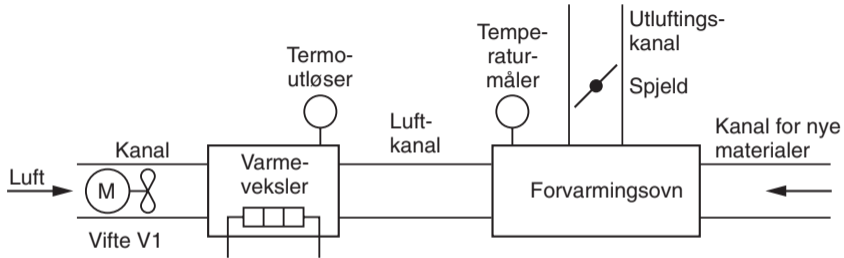 Luft
Kanal
M
Vifte V1
Termo-
utløser
Varme-
veksler
Luft-
kanal
Tempe-
ratur-
måler
Utluftings-
kanal
Spjeld
Forvarmingsovn
Kanal for nye
materialer